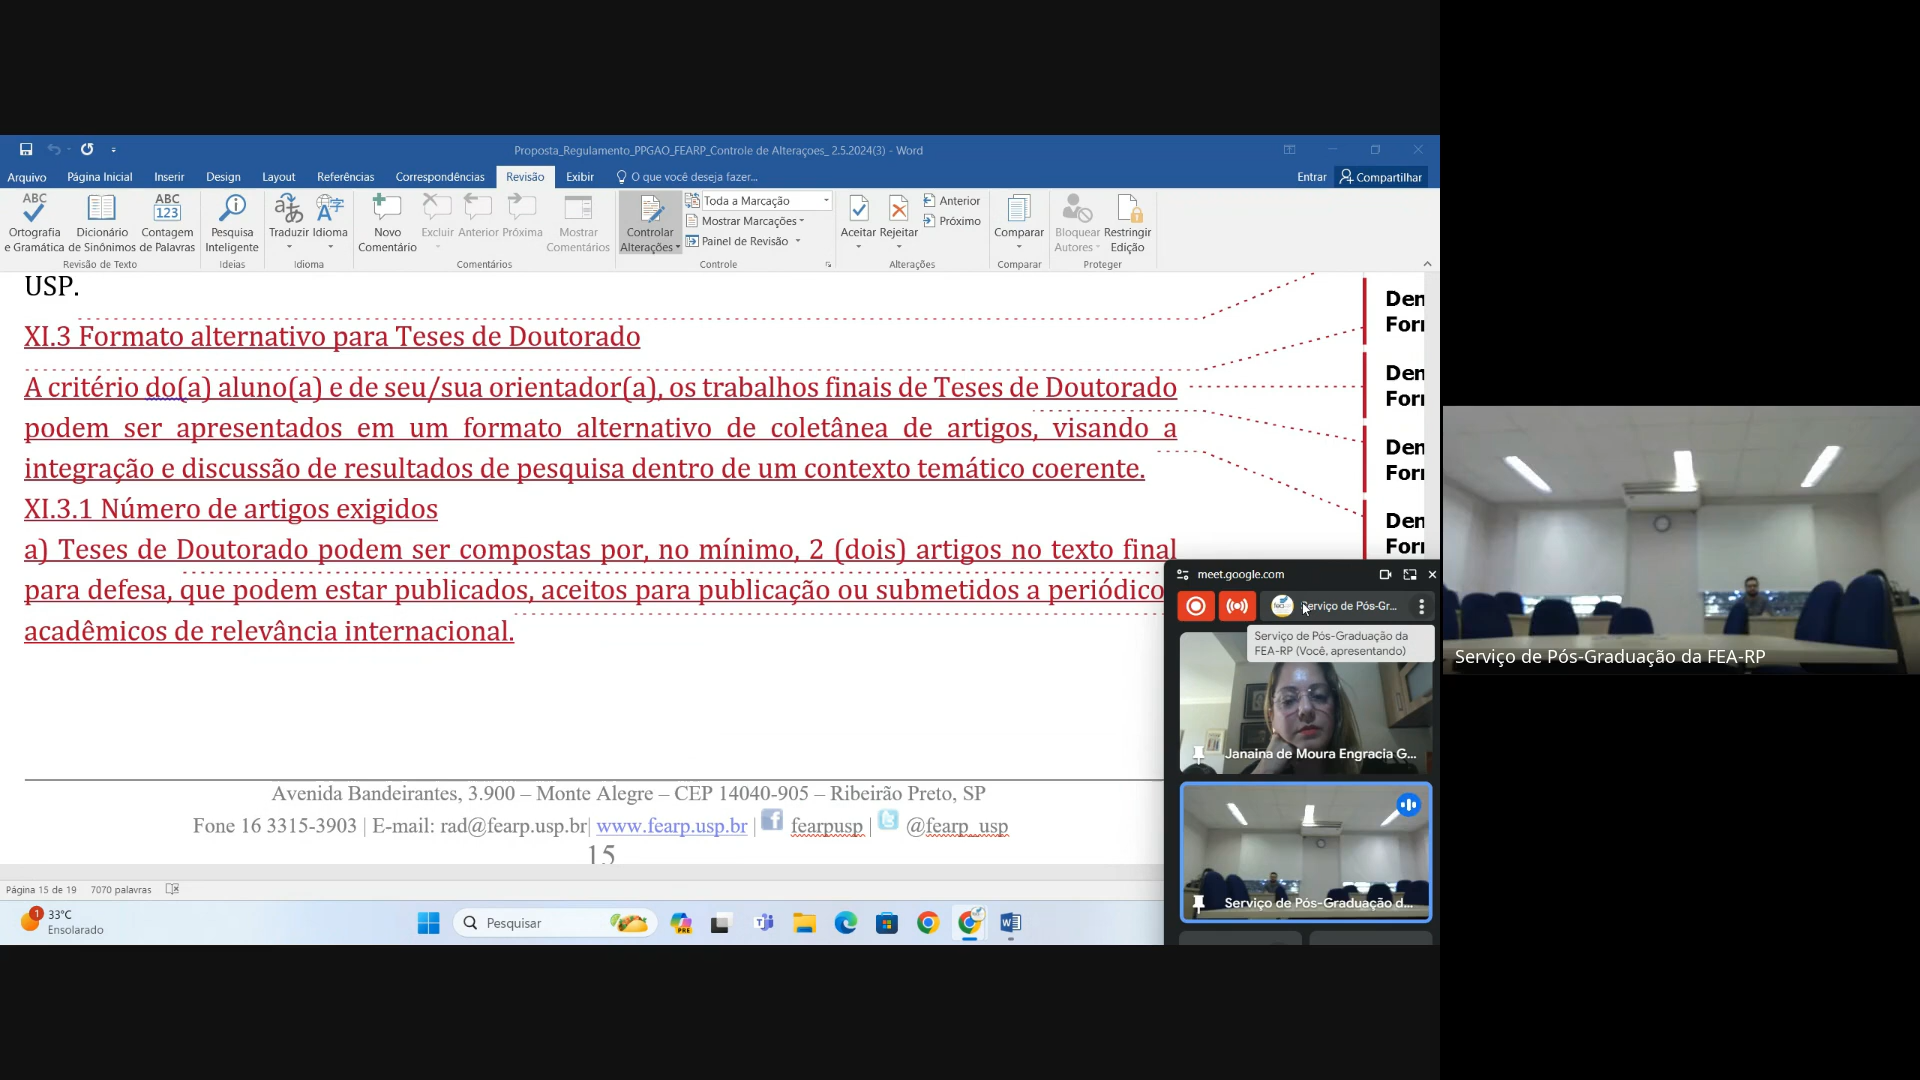 Proposta_Regulamento_PPGAO_FEARP_Controle de Alteraçoes_ 2.5.2024(3) - Word
Arquivo Página Inicial Inserir Design Layout Referências Correspondências Revisão Exibir O que você deseja fazer... Entrar Compartilhar
ABC Ortografia e Gramática
Dicionário de Sinônimos
ABC 123 Contagem de Palavras
Revisão de Texto
Pesquisa Inteligente
Ideias
Traduzir Idioma
Idioma
Novo Comentário
Excluir Anterior Próxima
Mostrar Comentários
Comentários
Controlar Alterações
Toda a Marcação
Mostrar Marcações
Painel de Revisão
Controle
Aceitar Rejeitar
Anterior
Próximo
Alterações
Comparar
Comparar
Bloquear Autores
Restringir Edição
Proteger
USP.
XI.3 Formato alternativo para Teses de Doutorado
A critério do(a) aluno(a) e de seu/sua orientador(a), os trabalhos finais de Teses de Doutorado
podem ser apresentados em um formato alternativo de coletânea de artigos, visando a
integração e discussão de resultados de pesquisa dentro de um contexto temático coerente.
XI.3.1 Número de artigos exigidos
a) Teses de Doutorado podem ser compostas por, no mínimo, 2 (dois) artigos no texto final
para defesa, que podem estar publicados, aceitos para publicação ou submetidos a periódico
acadêmicos de relevância internacional.
Avenida Bandeirantes, 3.900 – Monte Alegre – CEP 14040-905 – Ribeirão Preto, SP
Fone 16 3315-3903 | E-mail: rad@fearp.usp.br| www.fearp.usp.br | fearpusp | @fearp_usp
15
meet.google.com
Serviço de Pós-Gr...
Serviço de Pós-Graduação da
FEA-RP (Você, apresentando)
Janaina de Moura Engracia G...
Serviço de Pós-Graduação d...
Serviço de Pós-Graduação da FEA-RP
Página 15 de 19 7070 palavras
1
33°C
Ensolarado
Pesquisar
PRE